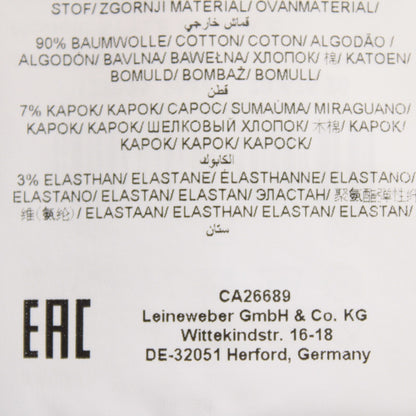 STOF/ ZGORNJI MATERIAL/ OVANMATERIAL/
قماش خارجي
90% BAUMWOLLE/ COTTON/ COTON/ ALGODÃO /
ALGODÓN/ BAVLNA/ BAWEŁNA/ ХЛОПОК/ 棉/ KATOEN/
BOMULD/ BOMBAŽ/ BOMULL/
قطن
7% KAPOK/ KAPOK/ CAPOC/ SUMAÚMA/ MIRAGUANO/
KAPOK/ KAPOK/ ШЕЛКОВЫЙ ХЛОПОК/ 木棉/ KAPOK/
KAPOK/ KAPOK/ KAPOCK/
الكابوك
3% ELASTHAN/ ELASTANE/ ÉLASTHANNE/ ELASTANO/
ELASTANO/ ELASTAN/ ELASTAN/ ЭЛАСТАН/ 聚氨酯弹性纤
维(氨纶)/ ELASTAAN/ ELASTHAN/ ELASTAN/ ELASTAN/
ستان
EAC
CA26689
Leineweber GmbH & Co. KG
Wittekindstr. 16-18
DE-32051 Herford, Germany